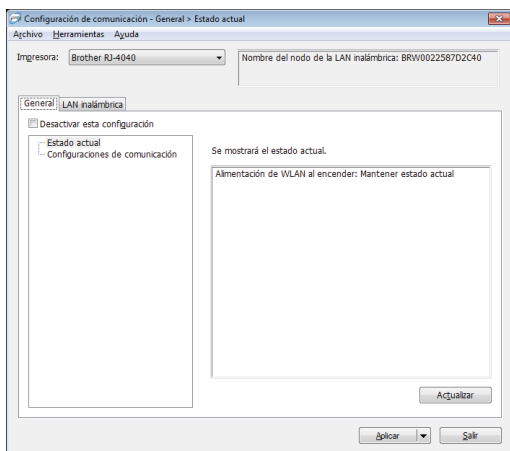 Configuración de comunicación - General > Estado actual
Archivo Herramientas Ayuda
Impresora: Brother RJ-4040
Nombre del nodo de la LAN inalámbrica: BRW0022587D2C40
General LAN inalámbrica
Desactivar esta configuración
Estado actual
Configuraciones de comunicación
Se mostrará el estado actual.
Alimentación de WLAN al encender: Mantener estado actual
Actualizar
Aplicar Salir